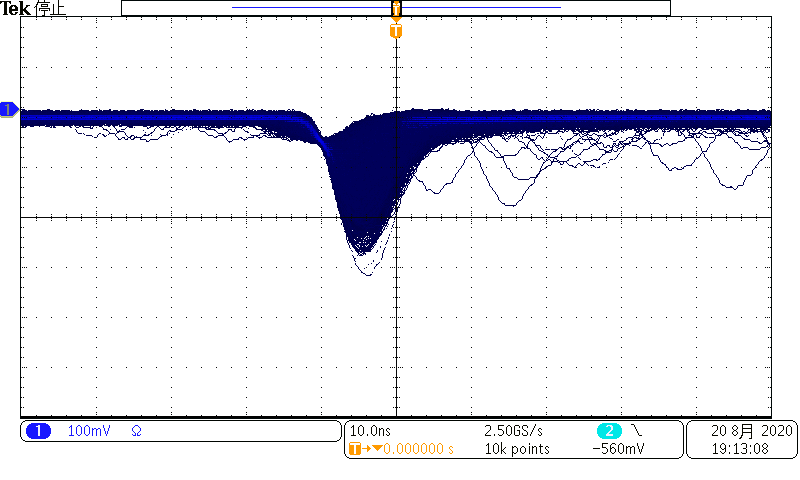 Tek 停止
T
T
1
1 100mV Ω
10.0ns 2.50GS/s 2
T→▼0.000000 s 10k points −560mV
20 8月 2020
19:13:08